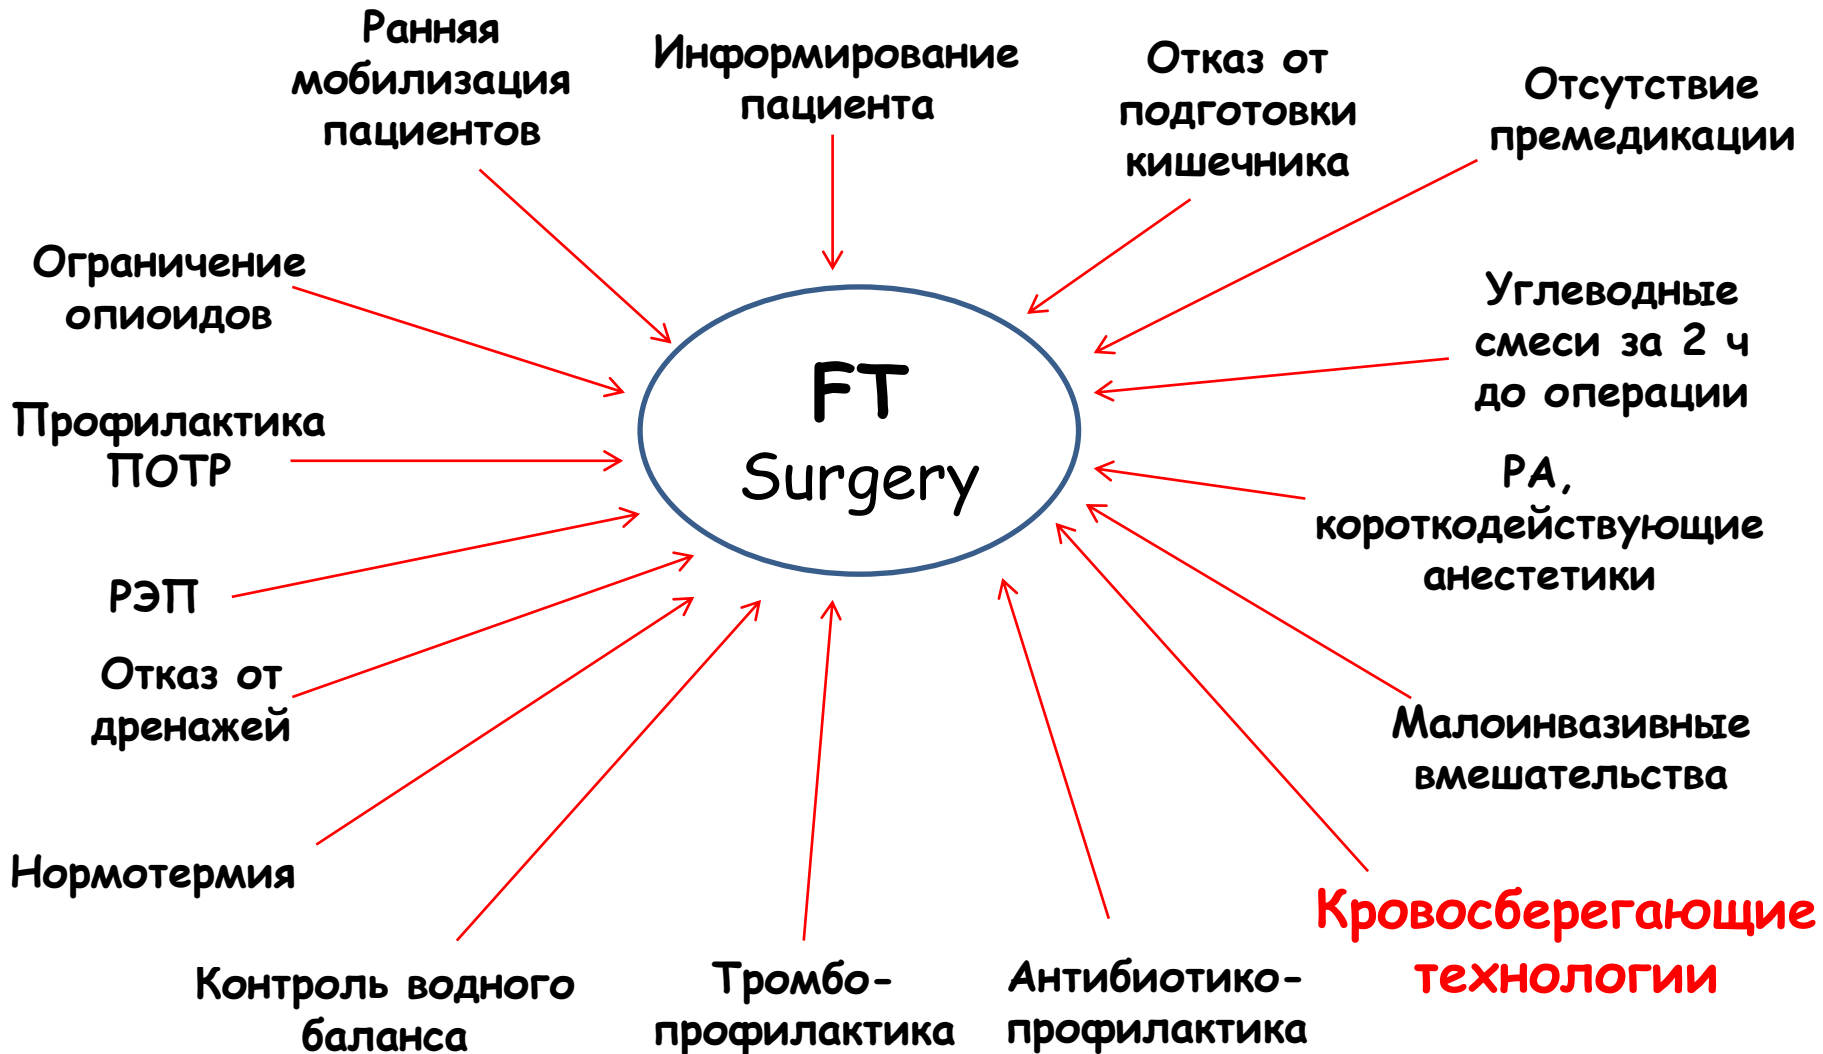 Ранняя
мобилизация
пациентов
Информирование
пациента
Отказ от
подготовки
кишечника
Отсутствие
премедикации
Ограничение
опиоидов
Углеводные
смеси за 2 ч
до операции
FT
Surgery
Профилактика
ПОТР
РА,
короткодействующие
анестетики
РЭП
Отказ от
дренажей
Малоинвазивные
вмешательства
Нормотермия
Кровосберегающие
технологии
Контроль водного
баланса
Тромбо-
профилактика
Антибиотико-
профилактика